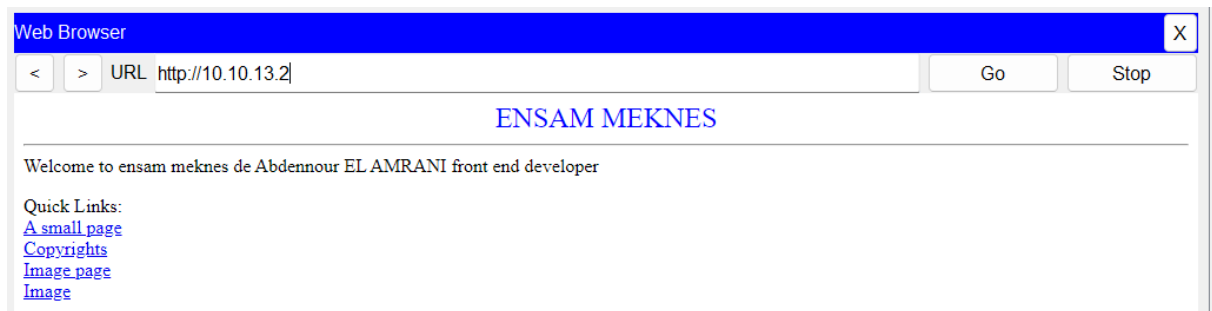 Web Browser X
< > URL http://10.10.13.2 Go Stop
ENSAM MEKNES
Welcome to ensam meknes de Abdennour EL AMRANI front end developer
Quick Links:
A small page
Copyrights
Image page
Image